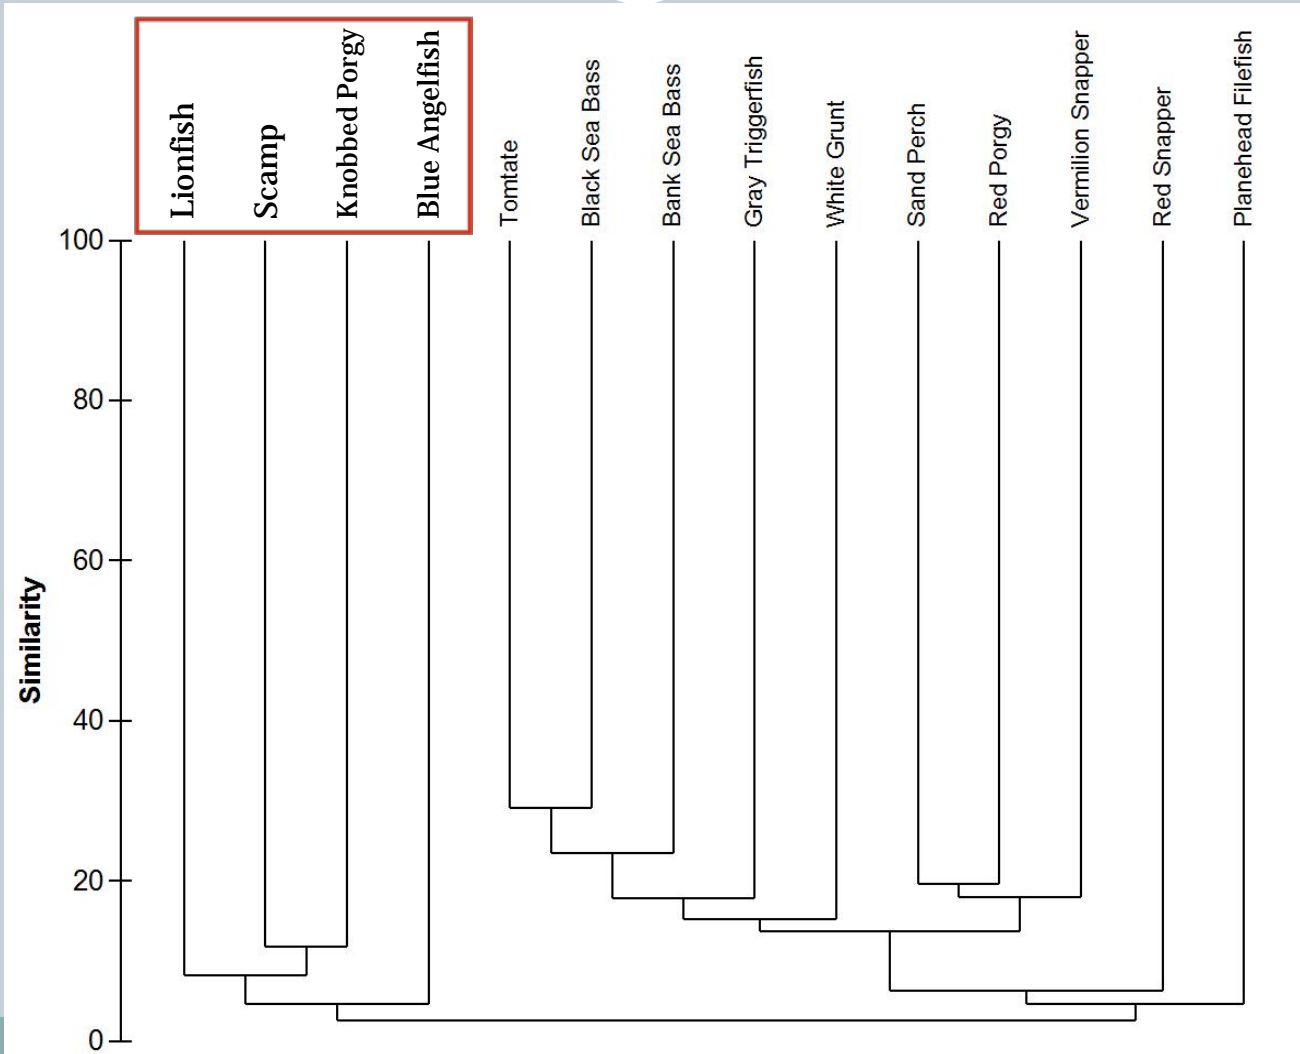 Lionfish
Scamp
Knobbed Porgy
Blue Angelfish
Tomtate
Black Sea Bass
Bank Sea Bass
Gray Triggerfish
White Grunt
Sand Perch
Red Porgy
Vermilion Snapper
Red Snapper
Planehead Filefish
100
80
60
40
20
0
Similarity